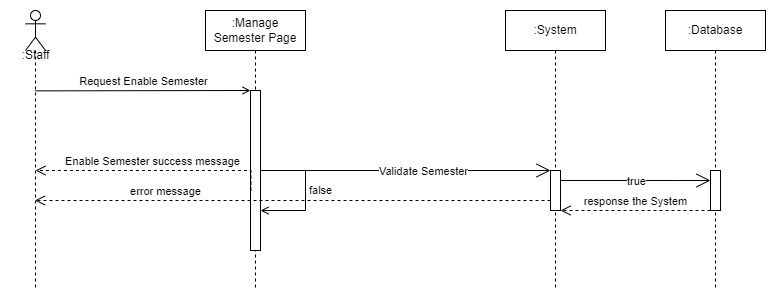 :Manage
Semester Page
:System
:Database
:Staff
Request Enable Semester
Enable Semester success message
Validate Semester
true
error message
false
response the System